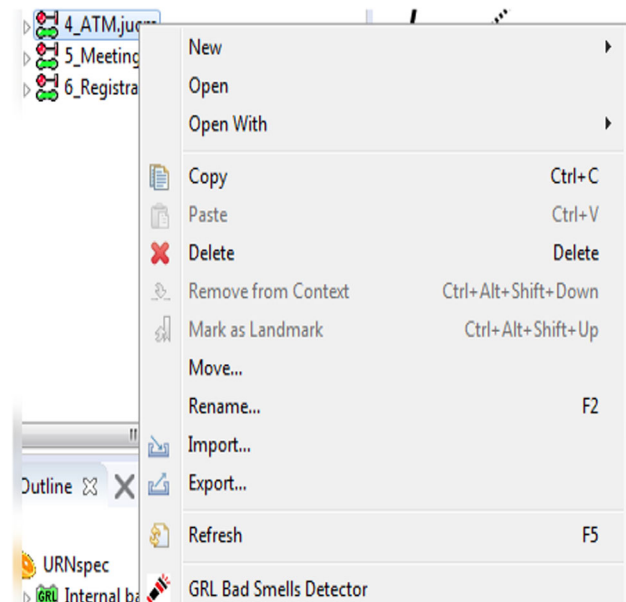 4_ATM.jucm
5_Meeting
6_Registra
New
Open
Open With
Copy Ctrl+C
Paste Ctrl+V
Delete Delete
Remove from Context Ctrl+Alt+Shift+Down
Mark as Landmark Ctrl+Alt+Shift+Up
Move...
Rename... F2
Import...
Outline
Export...
Refresh F5
URNspec
GRL Internal ba
GRL Bad Smells Detector